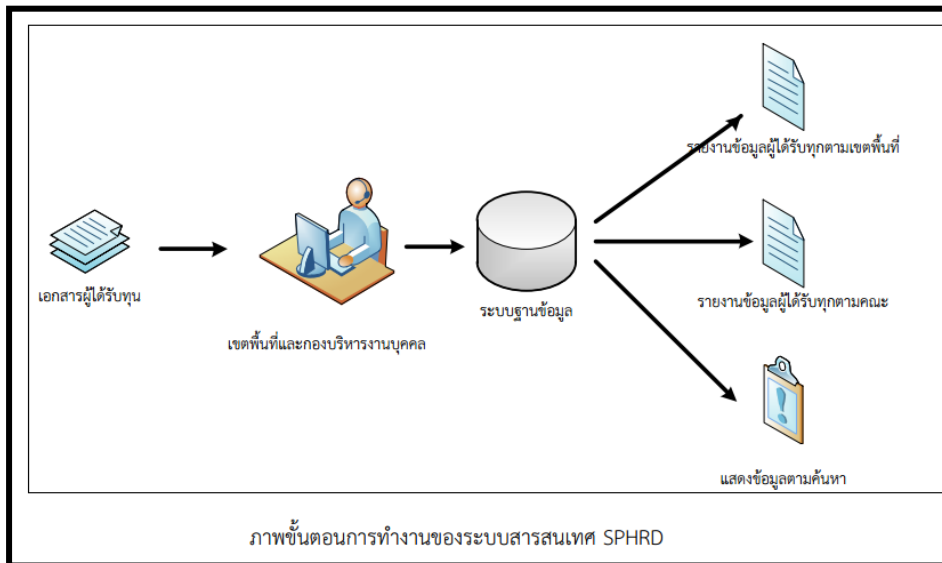 รายงานข้อมูลผู้ได้รับทุกตามเขตพื้นที่
เอกสารผู้ได้รับทุน
ระบบฐานข้อมูล
รายงานข้อมูลผู้ได้รับทุกตามคณะ
เขตพื้นที่และกองบริหารงานบุคคล
แสดงข้อมูลตามค้นหา
ภาพขั้นตอนการทำงานของระบบสารสนเทศ SPHRD